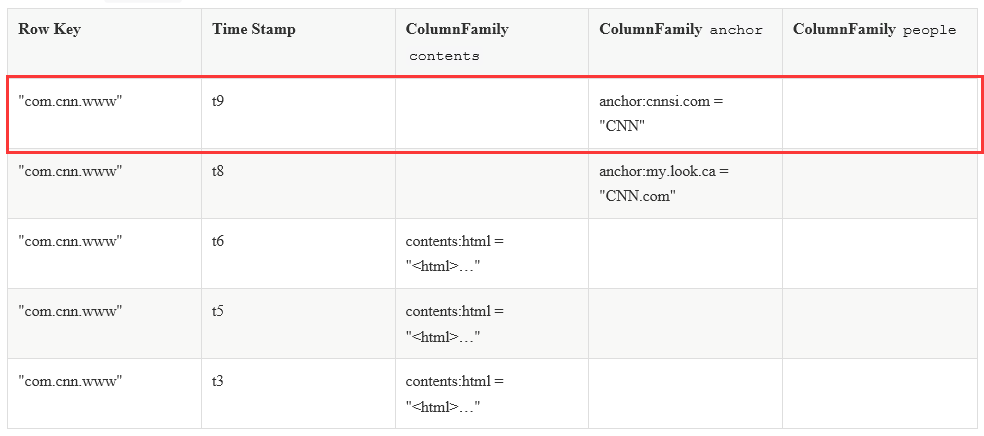 Row Key Time Stamp ColumnFamily ColumnFamily anchor ColumnFamily people
contents
"com.cnn.www" t9 anchor:cnnsi.com =
"CNN"
"com.cnn.www" t8 anchor:my.look.ca =
"CNN.com"
"com.cnn.www" t6 contents:html =
"<html>…"
"com.cnn.www" t5 contents:html =
"<html>…"
"com.cnn.www" t3 contents:html =
"<html>…"